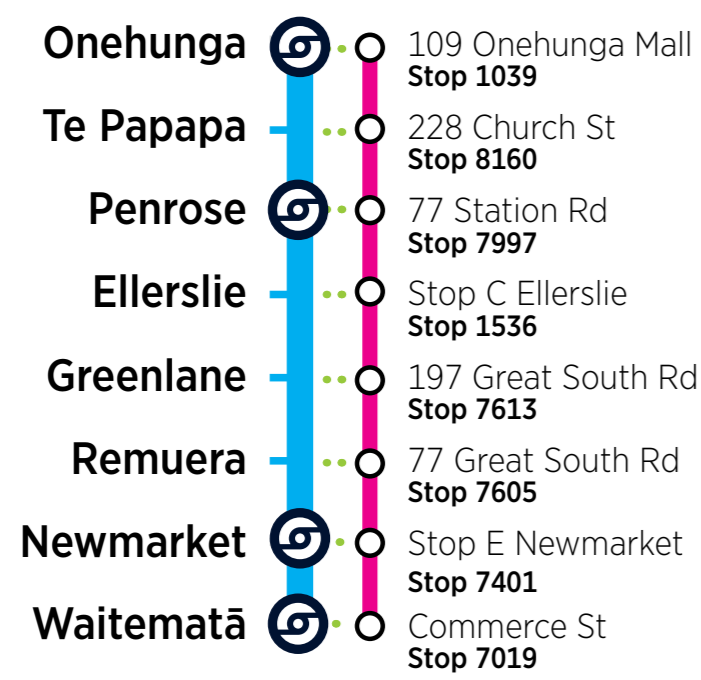 Onehunga
109 Onehunga Mall
Stop 1039
Te Papapa
228 Church St
Stop 8160
Penrose
77 Station Rd
Stop 7997
Ellerslie
Stop C Ellerslie
Stop 1536
Greenlane
197 Great South Rd
Stop 7613
Remuera
77 Great South Rd
Stop 7605
Newmarket
Stop E Newmarket
Stop 7401
Waitematā
Commerce St
Stop 7019